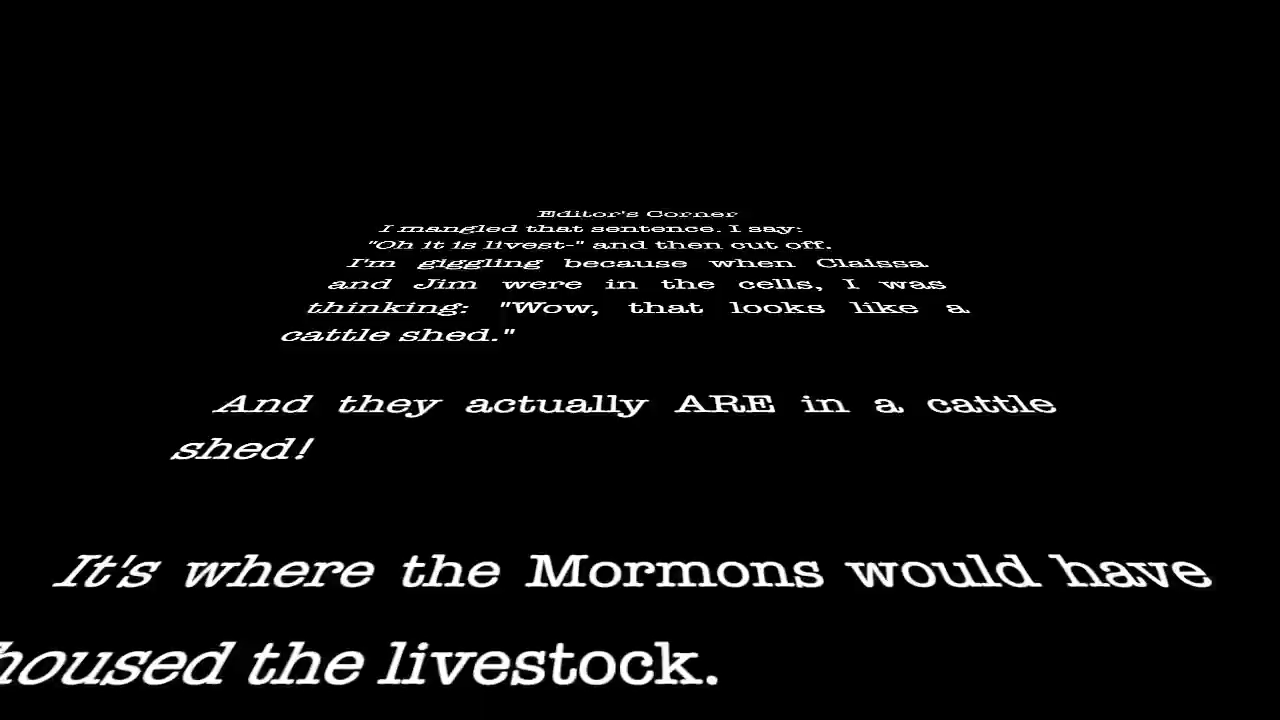 Editor's Corner
I mangled that sentence. I say:
"Oh it is livest-" and then cut off.
I'm giggling because when Claissa
and Jim were in the cells, I was
thinking: "Wow, that looks like a
cattle shed."
And they actually ARE in a cattle
shed!
It's where the Mormons would have
housed the livestock.